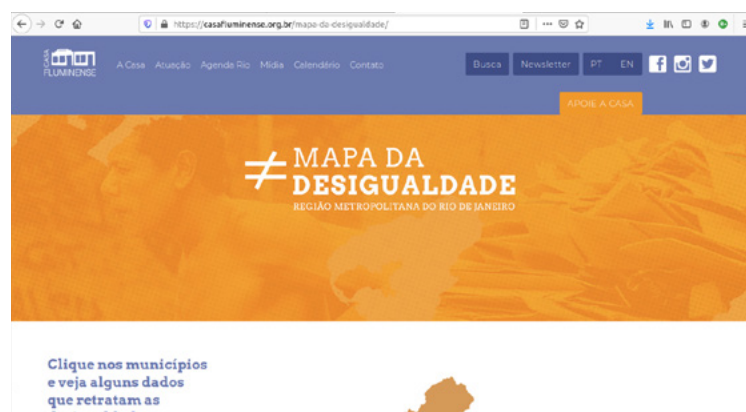 https://casafluminense.org.br/mapa-da-desigualdade/
CASA
FLUMINENSE
A Casa Atuação Agenda Rio Mídia Calendário Contato
Busca Newsletter PT EN
APOIE A CASA
≠ MAPA DA
DESIGUALDADE
REGIÃO METROPOLITANA DO RIO DE JANEIRO
Clique nos municípios
e veja alguns dados
que retratam as